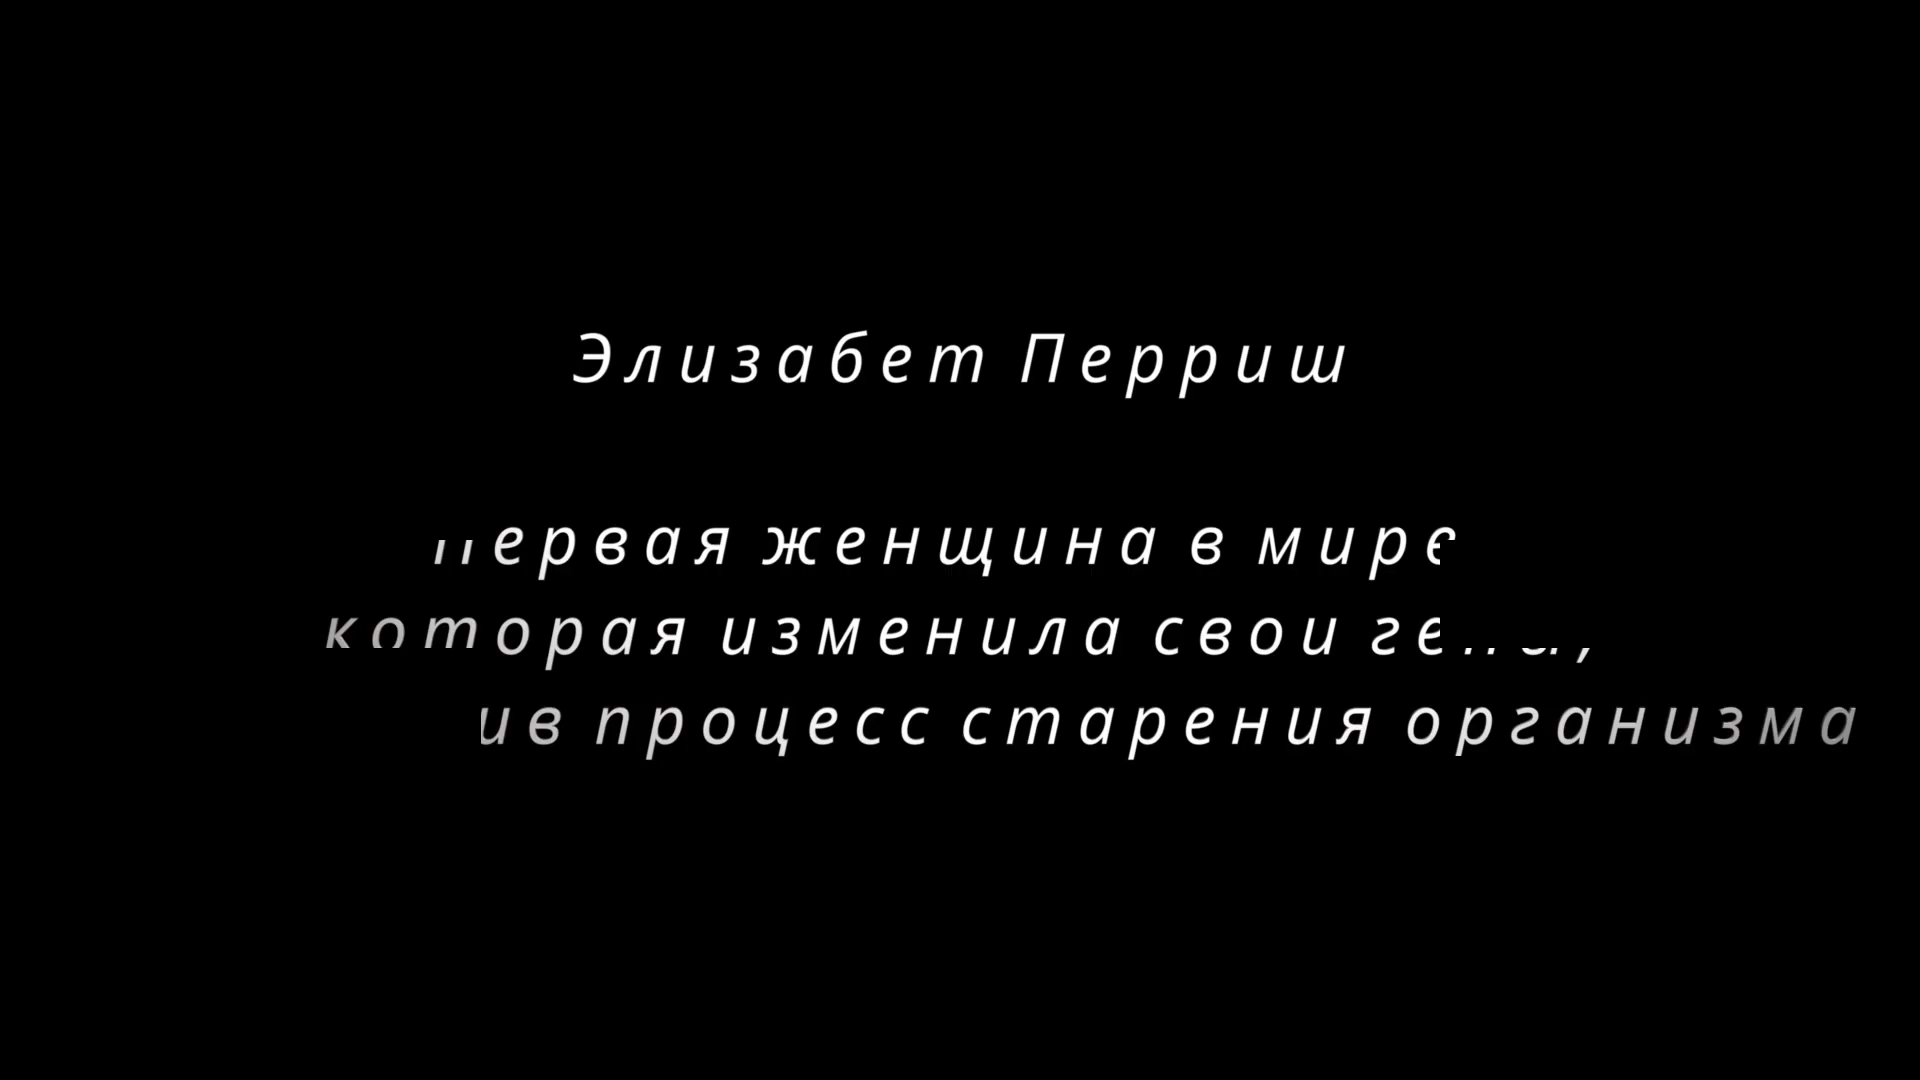 Элизабет Перриш
первая женщина в мире
которая изменила свои
процесс старения организма